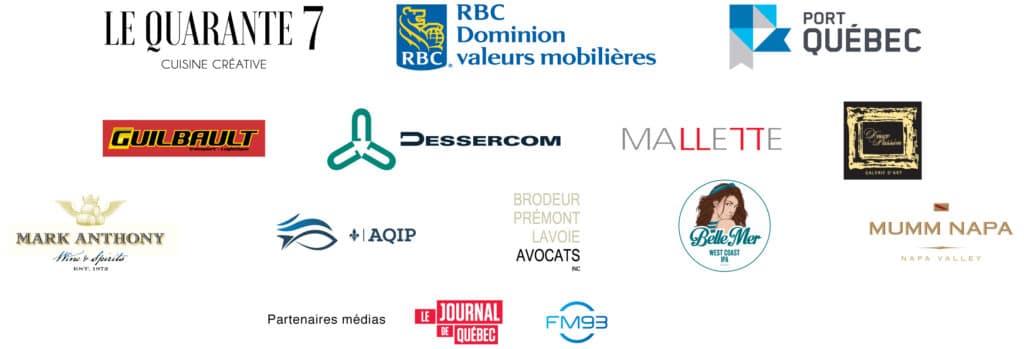 LE QUARANTE 7
CUISINE CRÉATIVE
RBC
RBC
Dominion
valeurs mobilières
PORT
QUÉBEC
GUILBAULT
DESSERCOM
MALLETTE
GALERIE D'ART
MARK ANTHONY
Wine & Spirits
EST. 1972
AQIP
BRODEUR
PRÉMONT
LAVOIE
AVOCATS
INC
Belle Mer
WEST COAST
IPA
MUMM NAPA
NAPA VALLEY
Partenaires médias
LE JOURNAL
DE QUÉBEC
FM93